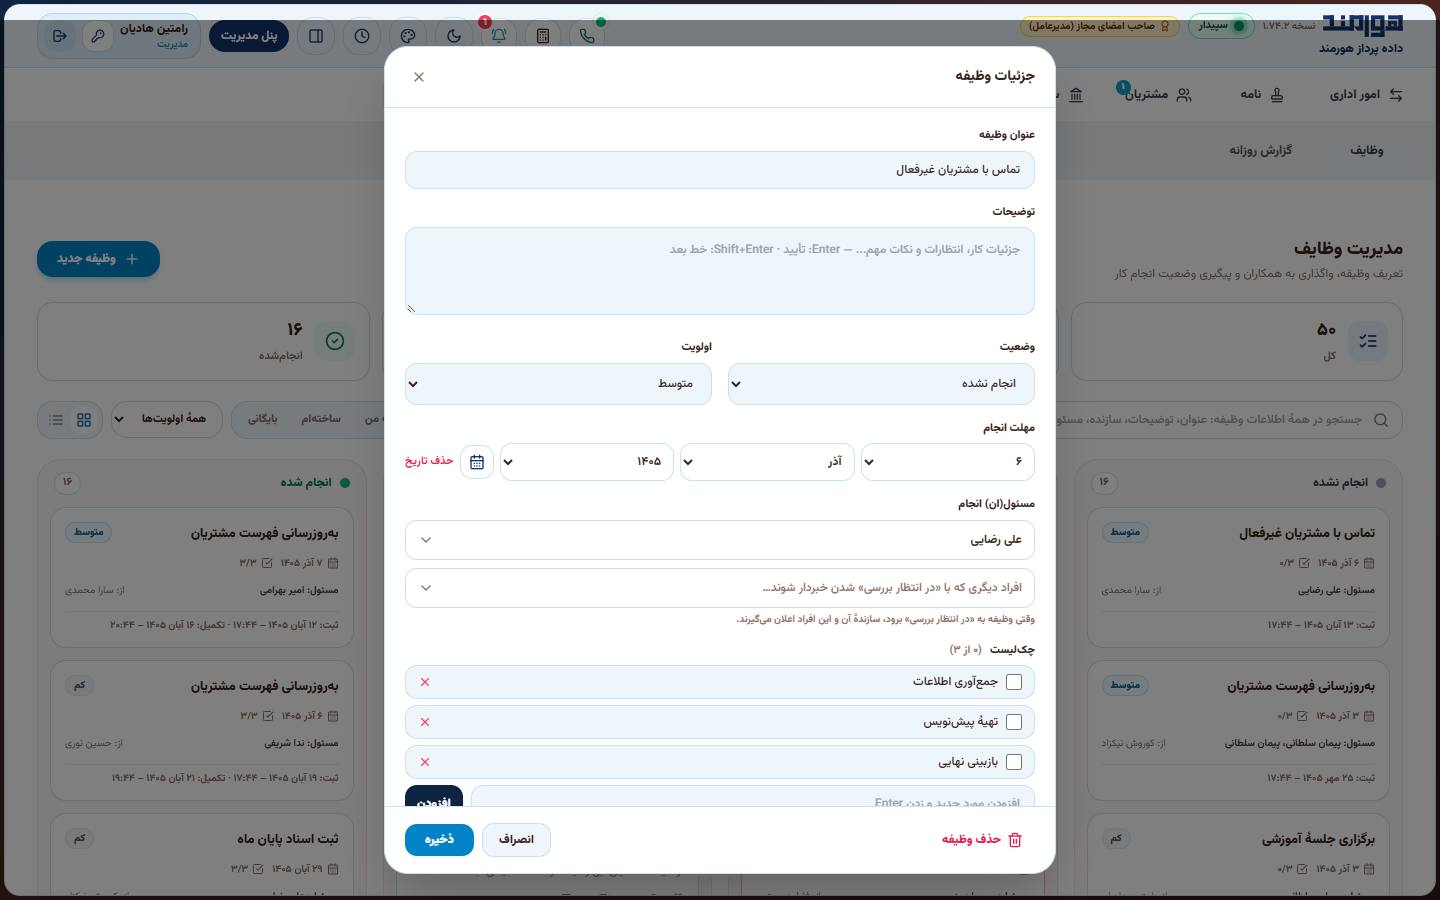 هورمند
داده پرداز هورمند
نسخه ۱.۷۴.۲
سپیدار
صاحب امضای مجاز (مدیرعامل)
۱
پنل مدیریت
رامتین هادیان
مدیریت
امور اداری
نامه
مشتریان
۱
وظایف
گزارش روزانه
مدیریت وظایف
تعریف وظیفه، واگذاری به همکاران و پیگیری وضعیت انجام کار
وظیفه جدید
۵۰
کل
۱۶
انجام‌شده
جستجو در همهٔ اطلاعات وظیفه: عنوان، توضیحات، سازنده،
من
ساخته‌ام
بایگانی
همهٔ اولویت‌ها
انجام نشده
۱۶
تماس با مشتریان غیرفعال
متوسط
۶ آذر ۱۴۰۵
۰/۳
مسئول: علی رضایی
از: سارا محمدی
ثبت: ۱۳ آبان ۱۴۰۵ – ۱۷:۴۴
به‌روزرسانی فهرست مشتریان
متوسط
۳ آذر ۱۴۰۵
۰/۳
مسئول: پیمان سلطانی، پیمان سلطانی
از: کوروش نیکزاد
ثبت: ۲۵ مهر ۱۴۰۵ – ۱۷:۴۴
برگزاری جلسهٔ آموزشی
کم
۳ آذر ۱۴۰۵
۰/۳
جزئیات وظیفه
عنوان وظیفه
تماس با مشتریان غیرفعال
توضیحات
جزئیات کار، انتظارات و نکات مهم... — Enter: تأیید · Shift+Enter: خط بعد
وضعیت
اولویت
انجام نشده
متوسط
مهلت انجام
۶
آذر
۱۴۰۵
حذف تاریخ
مسئول(ان) انجام
علی رضایی
افراد دیگری که با «در انتظار بررسی» شدن خبردار شوند...
وقتی وظیفه به «در انتظار بررسی» برود، سازندهٔ آن و این افراد اعلان می‌گیرند.
چک‌لیست (۰ از ۳)
جمع‌آوری اطلاعات
تهیهٔ پیش‌نویس
بازبینی نهایی
افزودن مورد جدید و زدن Enter
افزودن
حذف وظیفه
انصراف
ذخیره
انجام شده
۱۶
به‌روزرسانی فهرست مشتریان
متوسط
۷ آذر ۱۴۰۵
۳/۳
مسئول: امیر بهرامی
از: سارا محمدی
ثبت: ۱۲ آبان ۱۴۰۵ – ۱۷:۴۴ · تکمیل: ۱۶ آبان ۱۴۰۵ – ۲۰:۴۴
به‌روزرسانی فهرست مشتریان
کم
۶ آذر ۱۴۰۵
۳/۳
مسئول: ندا شریفی
از: حسین نوری
ثبت: ۱۹ آبان ۱۴۰۵ – ۱۷:۴۴ · تکمیل: ۲۱ آبان ۱۴۰۵ – ۱۹:۴۴
ثبت اسناد پایان ماه
کم
۲۹ آبان ۱۴۰۵
۳/۳